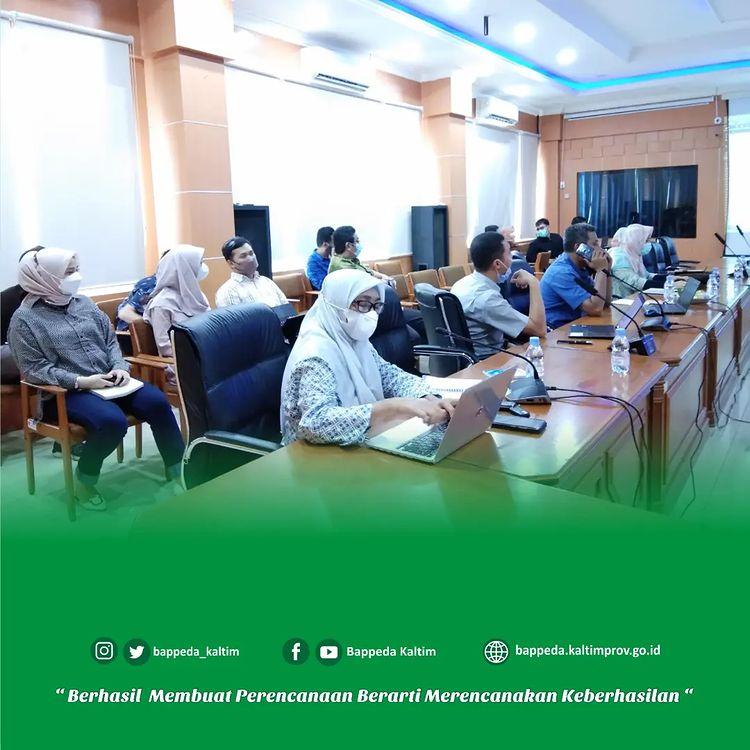 bappeda_kaltim
Bappeda Kaltim
bappeda.kaltimprov.go.id
“ Berhasil Membuat Perencanaan Berarti Merencanakan Keberhasilan “